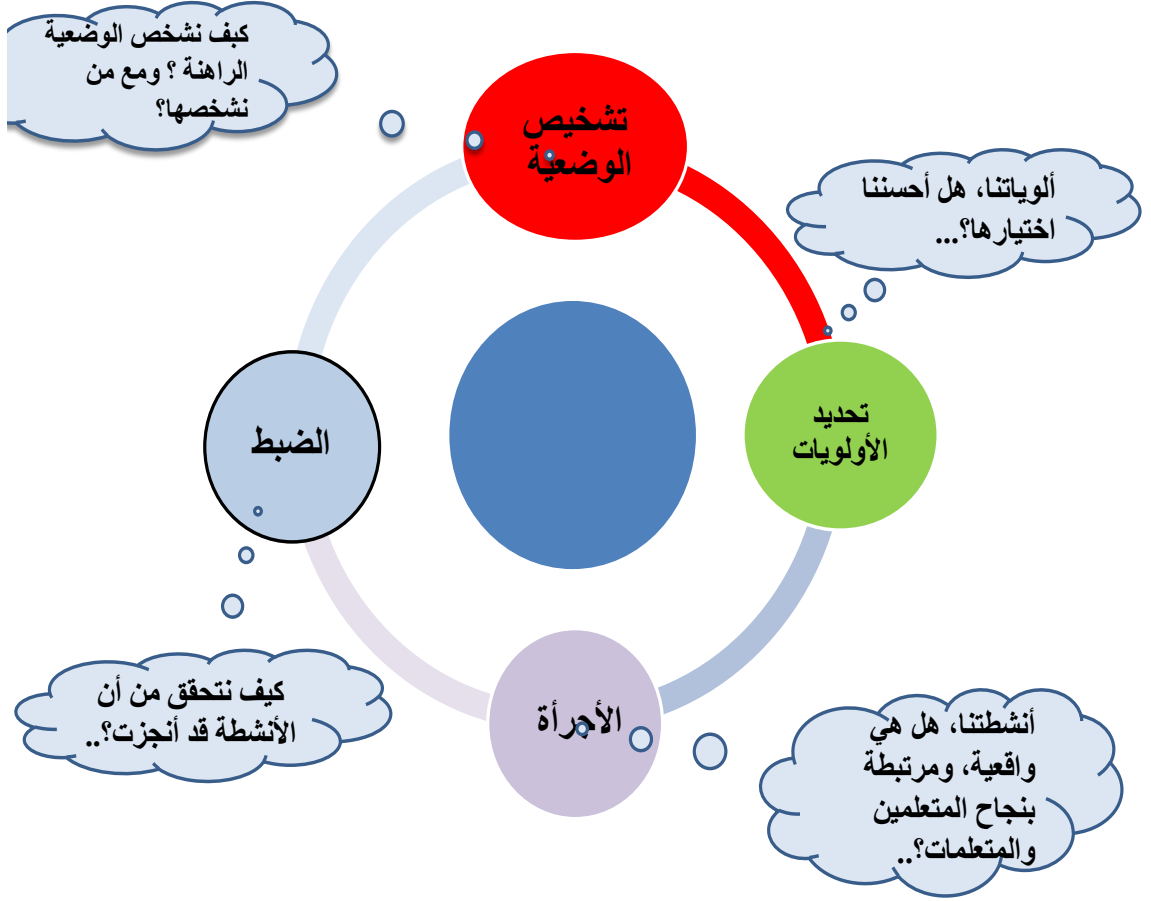 كبف نشخص الوضعية
الراهنة ؟ ومع من
نشخصها؟
تشخيص
الوضعية
ألوياتنا، هل أحسننا
اختيارها؟...
تحديد
الأولويات
الضبط
كيف نتحقق من أن
الأنشطة قد أنجزت؟..
الأجرأة
أنشطتنا، هل هي
واقعية، ومرتبطة
بنجاح المتعلمين
والمتعلمات؟..